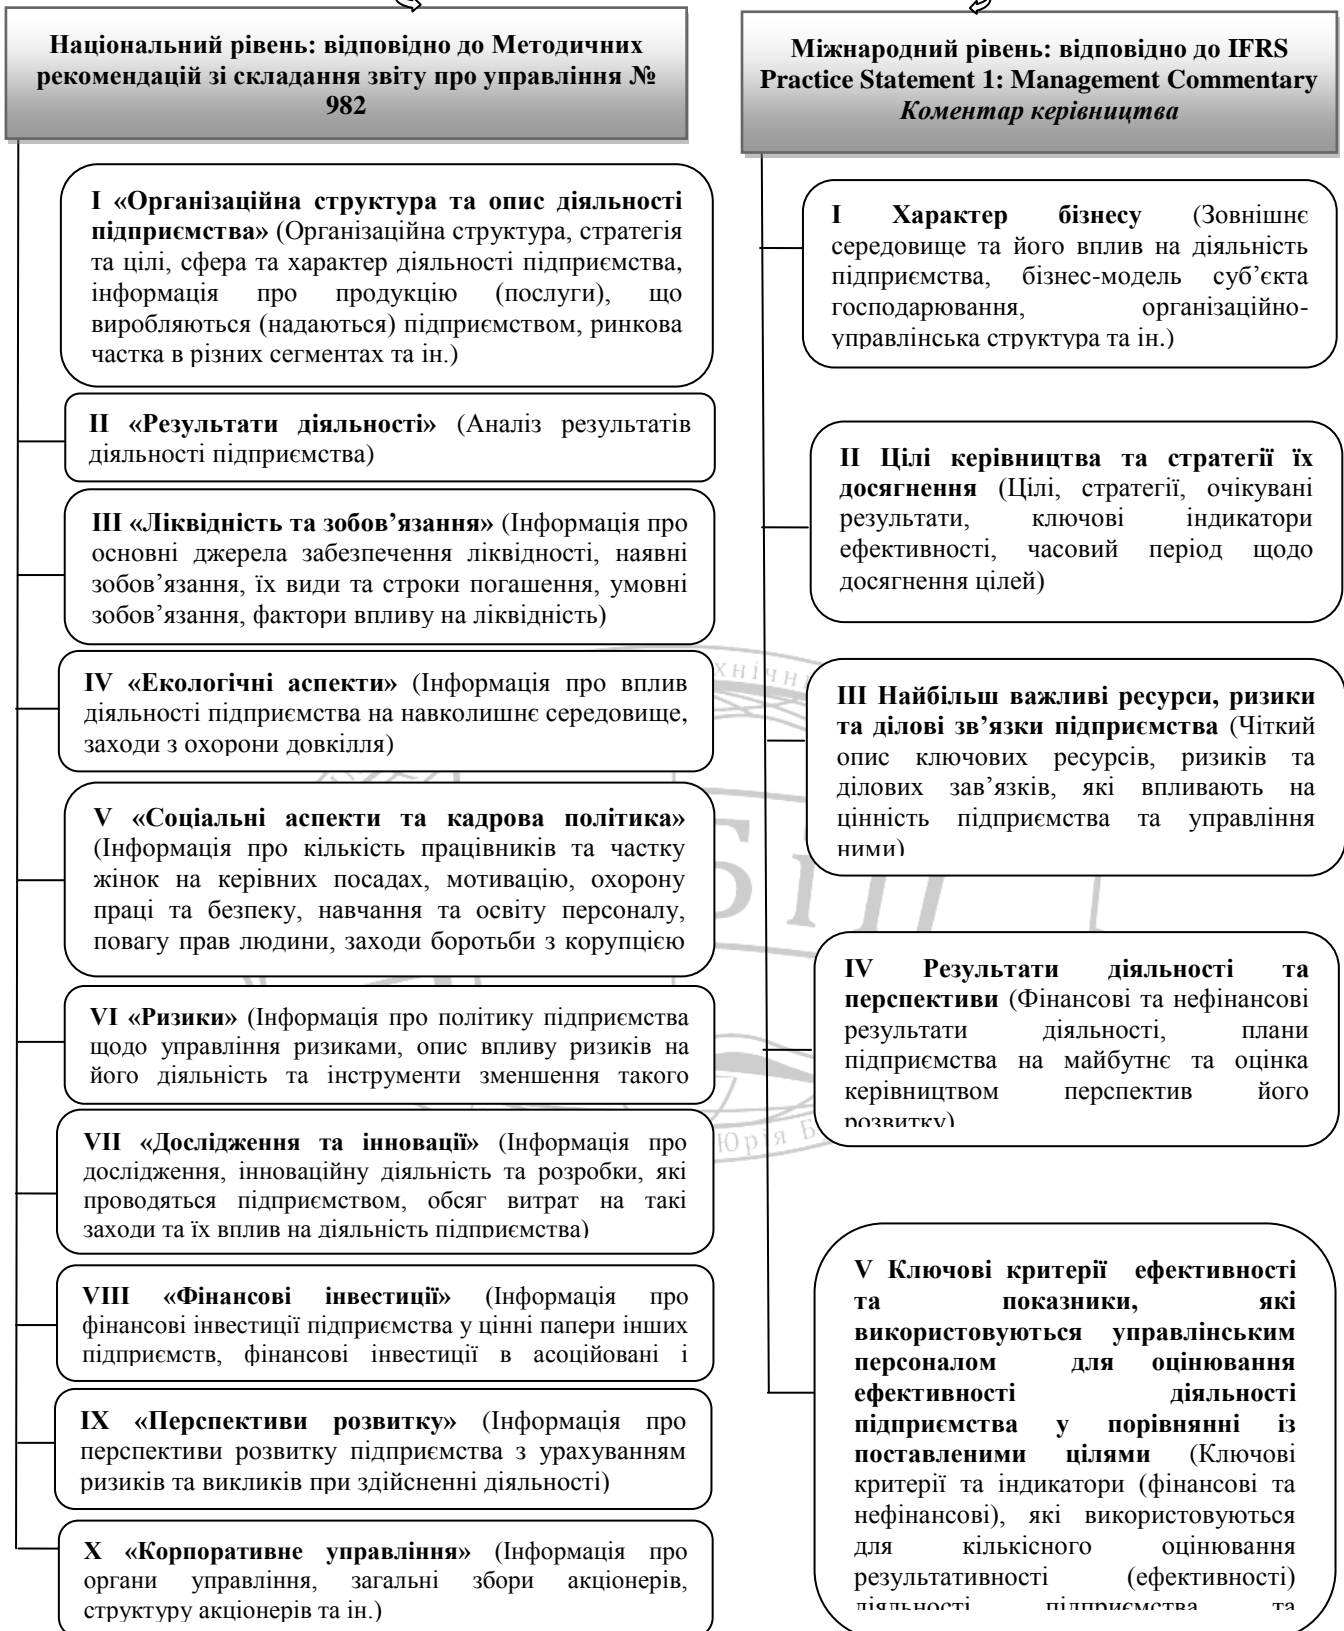 Національний рівень: відповідно до Методичних
рекомендацій зі складання звіту про управління №
982
I «Організаційна структура та опис діяльності
підприємства» (Організаційна структура, стратегія
та цілі, сфера та характер діяльності підприємства,
інформація про продукцію (послуги), що
виробляються (надаються) підприємством, ринкова
частка в різних сегментах та ін.)
II «Результати діяльності» (Аналіз результатів
діяльності підприємства)
III «Ліквідність та зобов’язання» (Інформація про
основні джерела забезпечення ліквідності, наявні
зобов’язання, їх види та строки погашення, умовні
зобов’язання, фактори впливу на ліквідність)
IV «Екологічні аспекти» (Інформація про вплив
діяльності підприємства на навколишнє середовище,
заходи з охорони довкілля)
V «Соціальні аспекти та кадрова політика»
(Інформація про кількість працівників та частку
жінок на керівних посадах, мотивацію, охорону
праці та безпеку, навчання та освіту персоналу,
повагу прав людини, заходи боротьби з корупцією
VI «Ризики» (Інформація про політику підприємства
щодо управління ризиками, опис впливу ризиків на
його діяльність та інструменти зменшення такого
VII «Дослідження та інновації» (Інформація про
дослідження, інноваційну діяльність та розробки, які
проводяться підприємством, обсяг витрат на такі
заходи та їх вплив на діяльність підприємства)
VIII «Фінансові інвестиції» (Інформація про
фінансові інвестиції підприємства у цінні папери інших
підприємств, фінансові інвестиції в асоційовані і
IX «Перспективи розвитку» (Інформація про
перспективи розвитку підприємства з урахуванням
ризиків та викликів при здійсненні діяльності)
X «Корпоративне управління» (Інформація про
органи управління, загальні збори акціонерів,
структуру акціонерів та ін.)
Міжнародний рівень: відповідно до IFRS
Practice Statement 1: Management Commentary
Коментар керівництва
I Характер бізнесу (Зовнішнє
середовище та його вплив на діяльність
підприємства, бізнес-модель суб’єкта
господарювання, організаційно-
управлінська структура та ін.)
II Цілі керівництва та стратегії їх
досягнення (Цілі, стратегії, очікувані
результати, ключові індикатори
ефективності, часовий період щодо
досягнення цілей)
III Найбільш важливі ресурси, ризики
та ділові зв’язки підприємства (Чіткий
опис ключових ресурсів, ризиків та
ділових зав’язків, які впливають на
цінність підприємства та управління
ними)
IV Результати діяльності та
перспективи (Фінансові та нефінансові
результати діяльності, плани
підприємства на майбутнє та оцінка
керівництвом перспектив його
розвитку)
V Ключові критерії ефективності
та показники, які
використовуються управлінським
персоналом для оцінювання
ефективності діяльності
підприємства у порівнянні із
поставленими цілями (Ключові
критерії та індикатори (фінансові та
нефінансові), які використовуються
для кількісного оцінювання
результативності (ефективності)
діяльності підприємства та